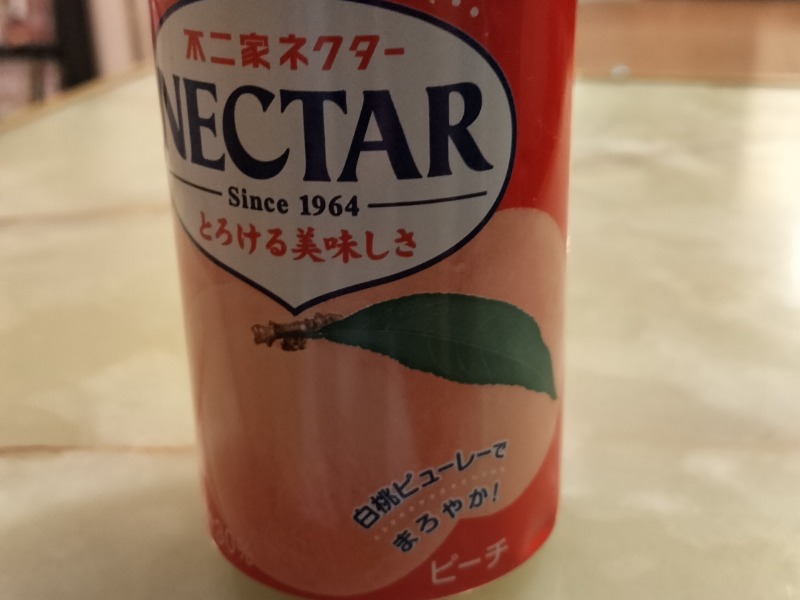 不二家ネクター
NECTAR
Since 1964
とろける美味しさ
白桃ピューレーで
まろやか!
30%
ピーチ